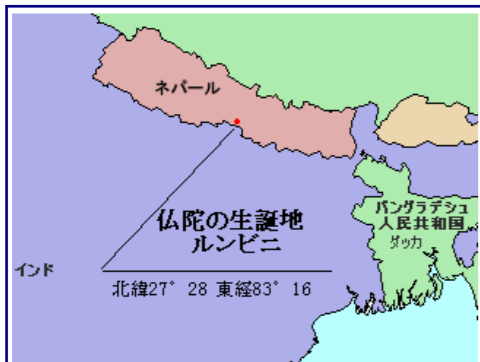 ネパール
仏陀の生誕地
ルンビニ
バングラデシュ
人民共和国
ダッカ
インド
北緯27°28 東経83°16